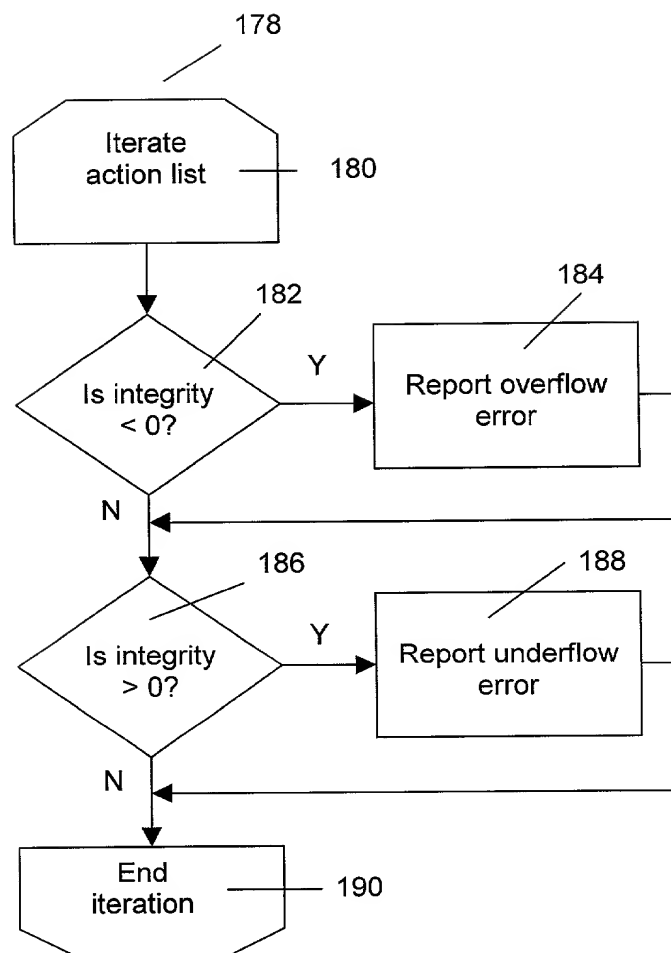 178
Iterate
action list
180
182
184
Is integrity
< 0?
Y
Report overflow
error
N
186
188
Is integrity
> 0?
Y
Report underflow
error
N
End
iteration
190